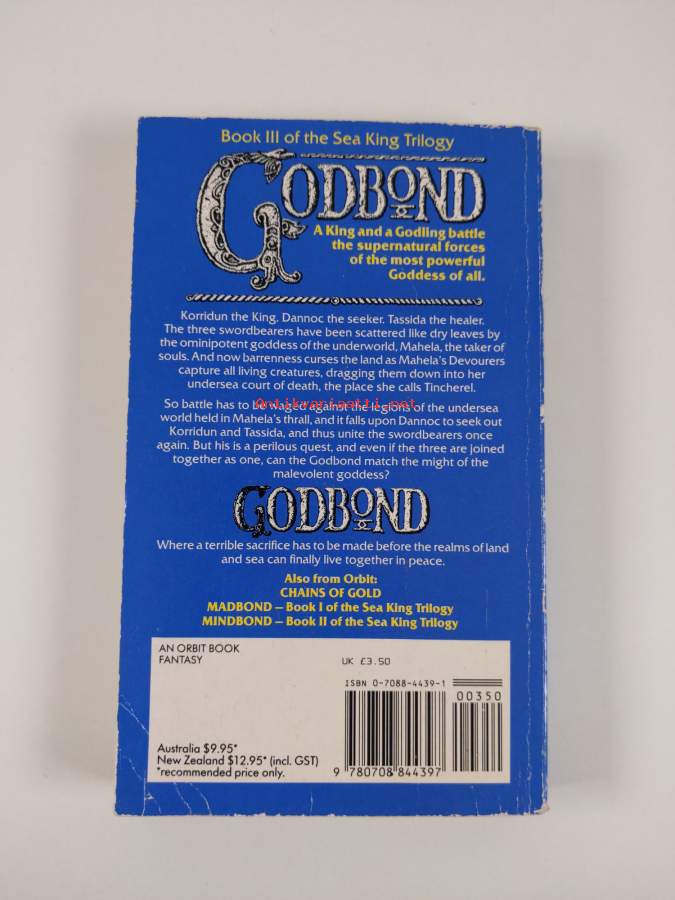 Book III of the Sea King Trilogy
GODBOND
A King and a Godling battle
the supernatural forces
of the most powerful
Goddess of all.
Korridun the King. Dannoc the seeker. Tassida the healer.
The three swordbearers have been scattered like dry leaves by
the ominipotent goddess of the underworld, Mahela, the taker of
souls. And now barrenness curses the land as Mahela's Devourers
capture all living creatures, dragging them down into her
undersea court of death, the place she calls Tincherel.
Antikvariaatti.net
So battle has to be waged against the legions of the undersea
world held in Mahela's thrall, and it falls upon Dannoc to seek out
Korridun and Tassida, and thus unite the swordbearers once
again. But his is a perilous quest, and even if the three are joined
together as one, can the Godbond match the might of the
malevolent goddess?
GODBOND
Where a terrible sacrifice has to be made before the realms of land
and sea can finally live together in peace.
Also from Orbit:
CHAINS OF GOLD
MADBOND – Book I of the Sea King Trilogy
MINDBOND – Book II of the Sea King Trilogy
AN ORBIT BOOK
FANTASY
UK £3.50
ISBN 0-7088-4439-1
00350
Australia $9.95*
New Zealand $12.95* (incl. GST)
*recommended price only.
9 780708 844397